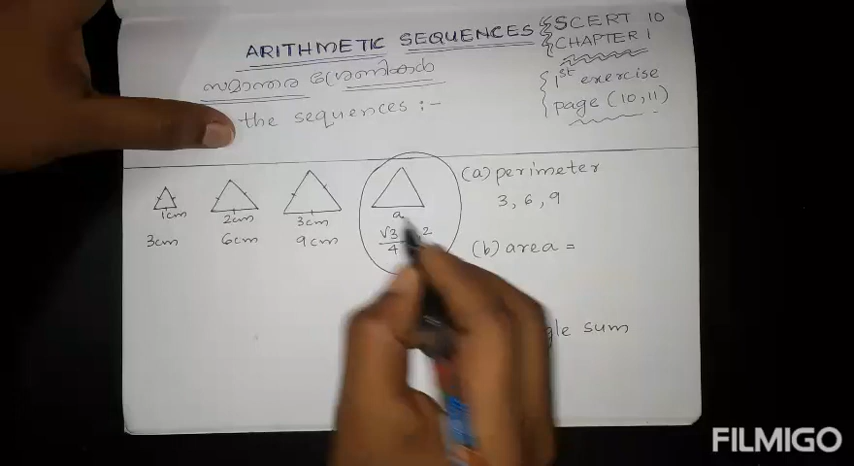 ARITHMETIC SEQUENCES
SCERT 10
CHAPTER 1
സമാന്തര ശ്രേണികൾ
1st exercise
page (10,11)
the sequences :-
1cm 2cm 3cm a
3cm 6cm 9cm √3/4 2
(a) perimeter
3, 6, 9
(b) area =
gle sum
FILMIGO